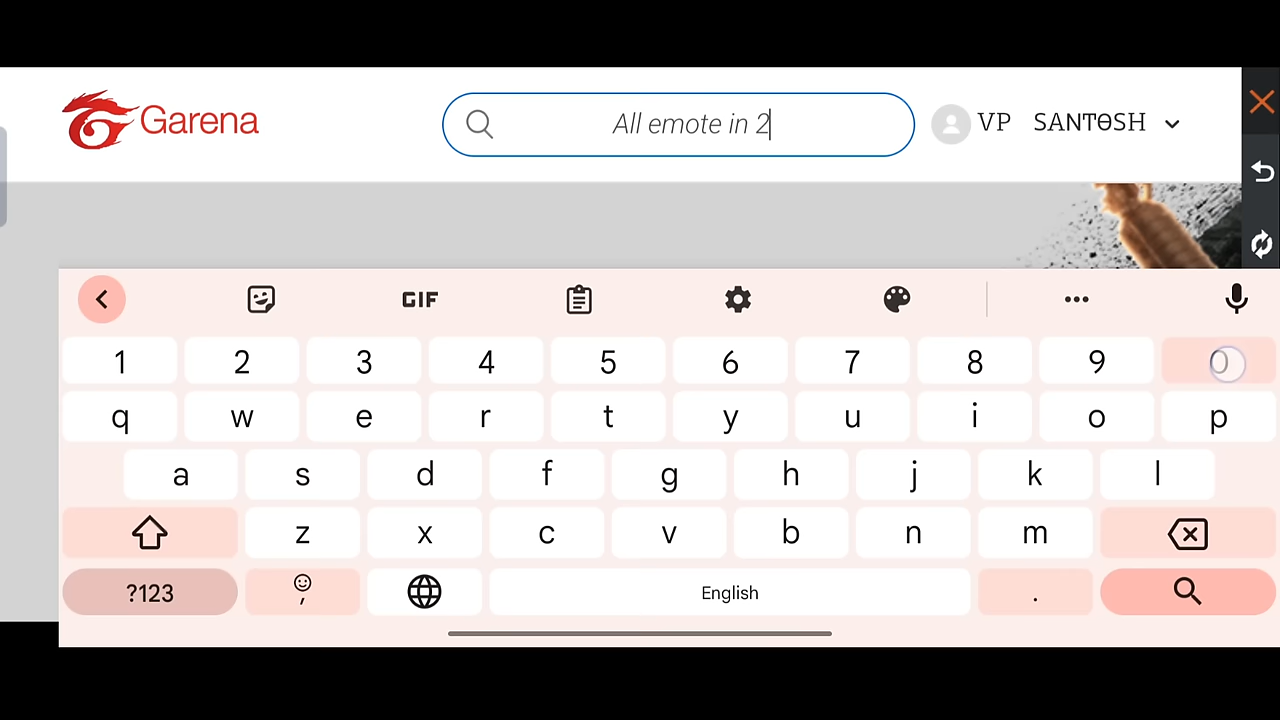 Garena
All emote in 2
VP SANTӨSH
GIF
1 2 3 4 5 6 7 8 9 0
q w e r t y u i o p
a s d f g h j k l
z x c v b n m
?123 , English .